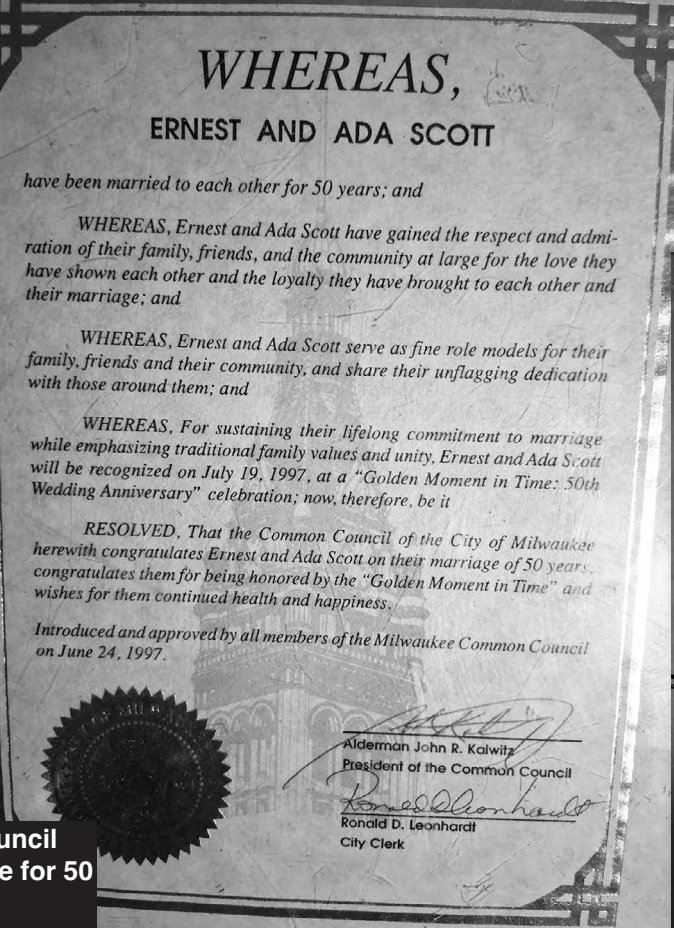 WHEREAS,
ERNEST AND ADA SCOTT
have been married to each other for 50 years; and
WHEREAS, Ernest and Ada Scott have gained the respect and admi-
ration of their family, friends, and the community at large for the love they
have shown each other and the loyalty they have brought to each other and
their marriage; and
WHEREAS, Ernest and Ada Scott serve as fine role models for their
family, friends and their community, and share their unflagging dedication
with those around them; and
WHEREAS, For sustaining their lifelong commitment to marriage
while emphasizing traditional family values and unity, Ernest and Ada Scott
will be recognized on July 19, 1997, at a "Golden Moment in Time: 50th
Wedding Anniversary" celebration; now, therefore, be it
RESOLVED, That the Common Council of the City of Milwaukee
herewith congratulates Ernest and Ada Scott on their marriage of 50 years,
congratulates them for being honored by the "Golden Moment in Time" and
wishes for them continued health and happiness.
Introduced and approved by all members of the Milwaukee Common Council
on June 24, 1997.
Alderman John R. Kalwitz
President of the Common Council
Ronald D Leonhardt
Ronald D. Leonhardt
City Clerk
uncil
e for 50